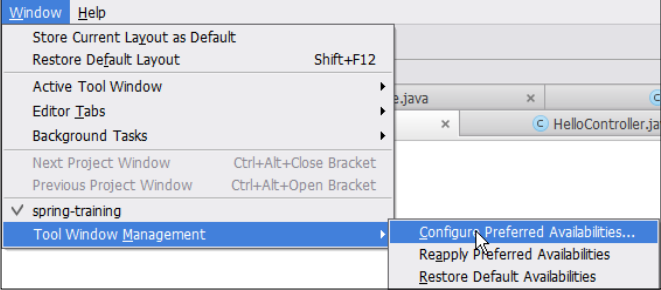 Window Help
Store Current Layout as Default
Restore Default Layout Shift+F12
Active Tool Window
Editor Tabs
Background Tasks
Next Project Window Ctrl+Alt+Close Bracket
Previous Project Window Ctrl+Alt+Open Bracket
spring-training
Tool Window Management
e.java
HelloController.ja
Configure Preferred Availabilities...
Reapply Preferred Availabilities
Restore Default Availabilities